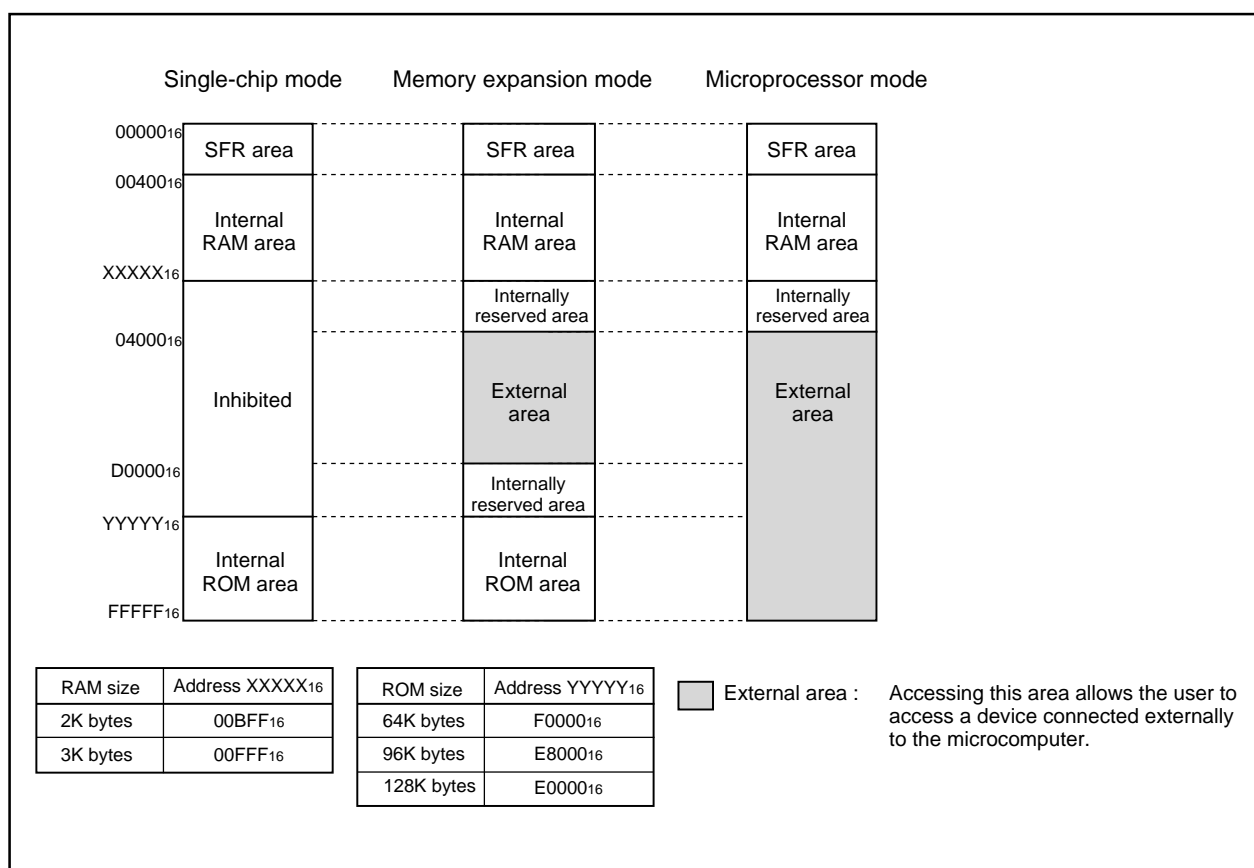 Single-chip mode Memory expansion mode Microprocessor mode
0000016
SFR area SFR area SFR area
0040016
Internal
RAM area
Internal
RAM area
Internal
RAM area
XXXXX16
Internally
reserved area
Internally
reserved area
0400016
Inhibited
External
area
External
area
D000016
Internally
reserved area
YYYYY16
Internal
ROM area
Internal
ROM area
FFFFF16
RAM size Address XXXXX16
2K bytes 00BFF16
3K bytes 00FFF16
ROM size Address YYYYY16
64K bytes F000016
96K bytes E800016
128K bytes E000016
External area : Accessing this area allows the user to
access a device connected externally
to the microcomputer.